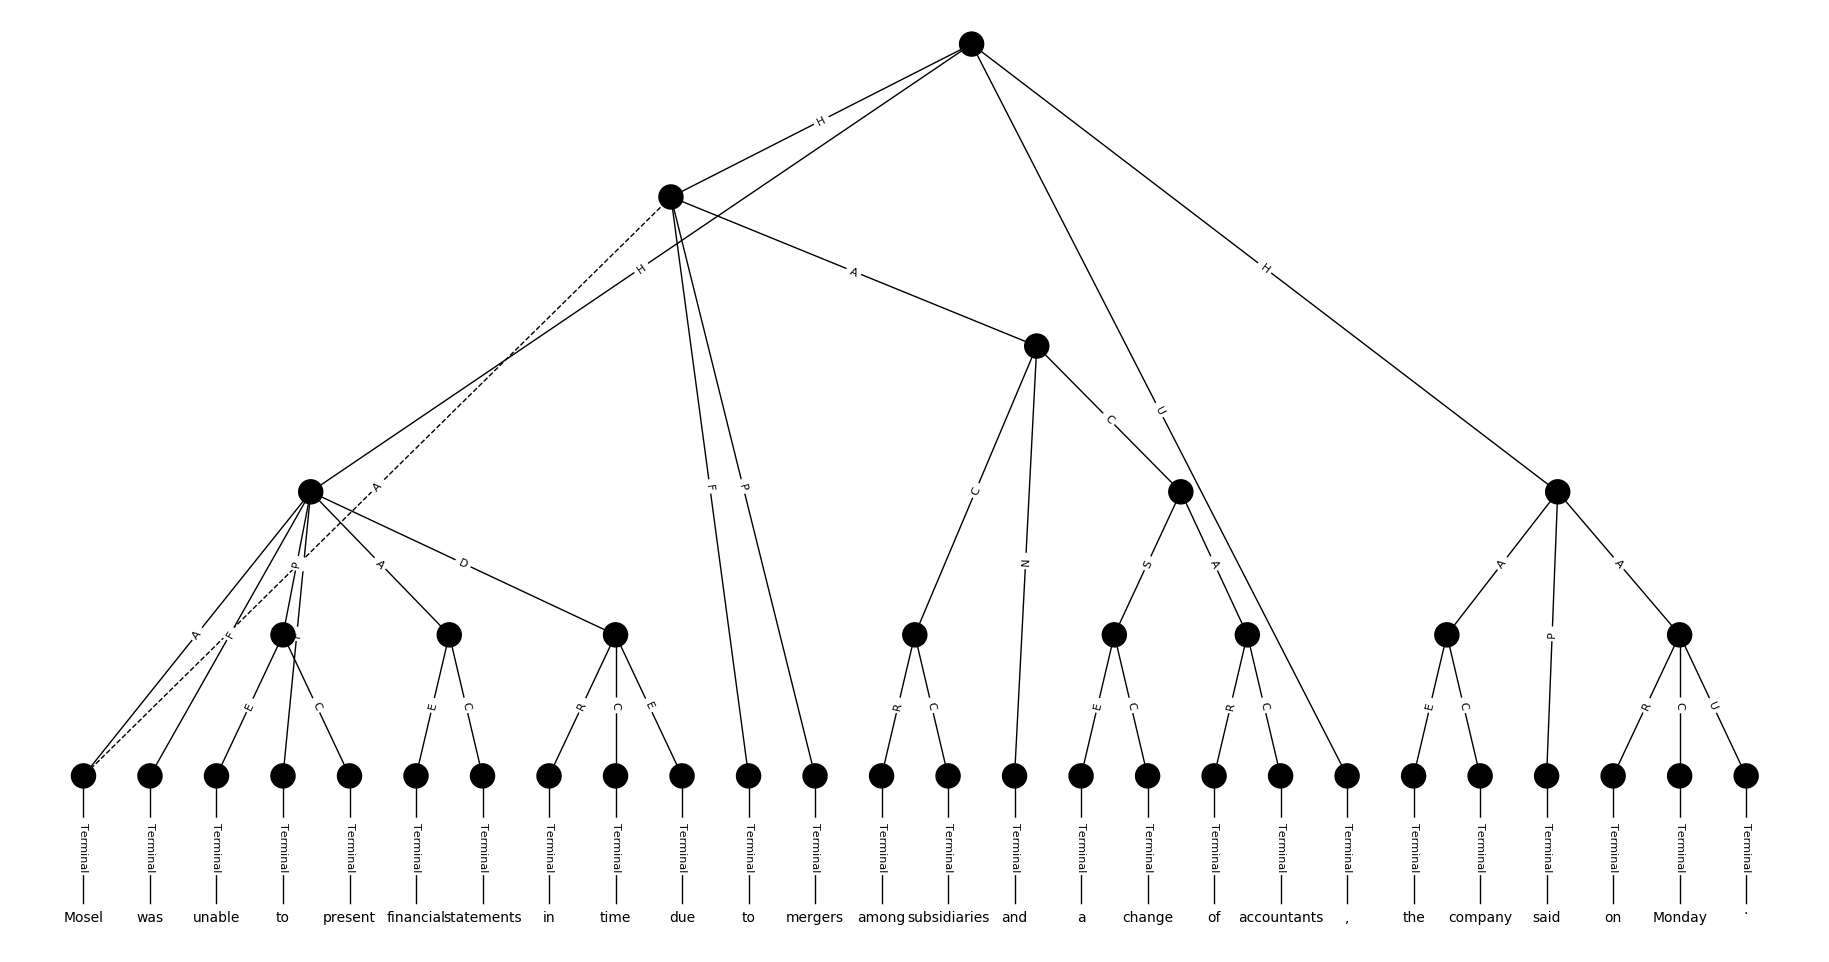 H
H
A
H
A
C
U
A
F
P
C
P
A
D
N
S
A
A
A
A
F
P
E
C
E
C
R
C
E
R
C
E
C
R
C
E
C
R
C
U
Terminal Terminal Terminal Terminal Terminal Terminal Terminal Terminal Terminal Terminal Terminal Terminal Terminal Terminal Terminal Terminal Terminal Terminal Terminal Terminal Terminal Terminal Terminal Terminal Terminal Terminal
Mosel was unable to present financial statements in time due to mergers among subsidiaries and a change of accountants , the company said on Monday .